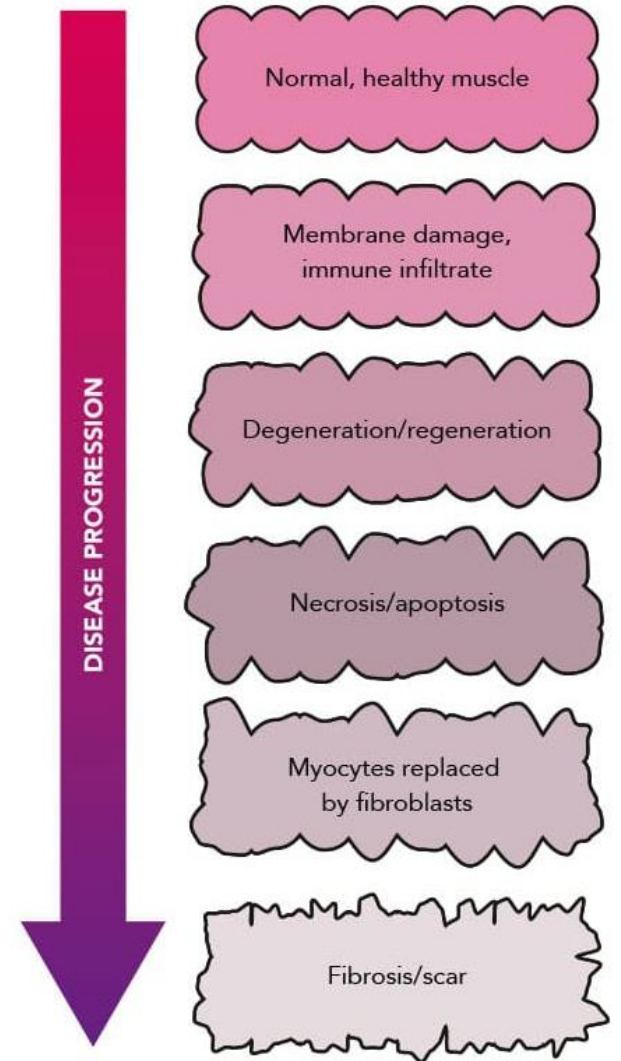 DISEASE PROGRESSION
Normal, healthy muscle
Membrane damage,
immune infiltrate
Degeneration/regeneration
Necrosis/apoptosis
Myocytes replaced
by fibroblasts
Fibrosis/scar